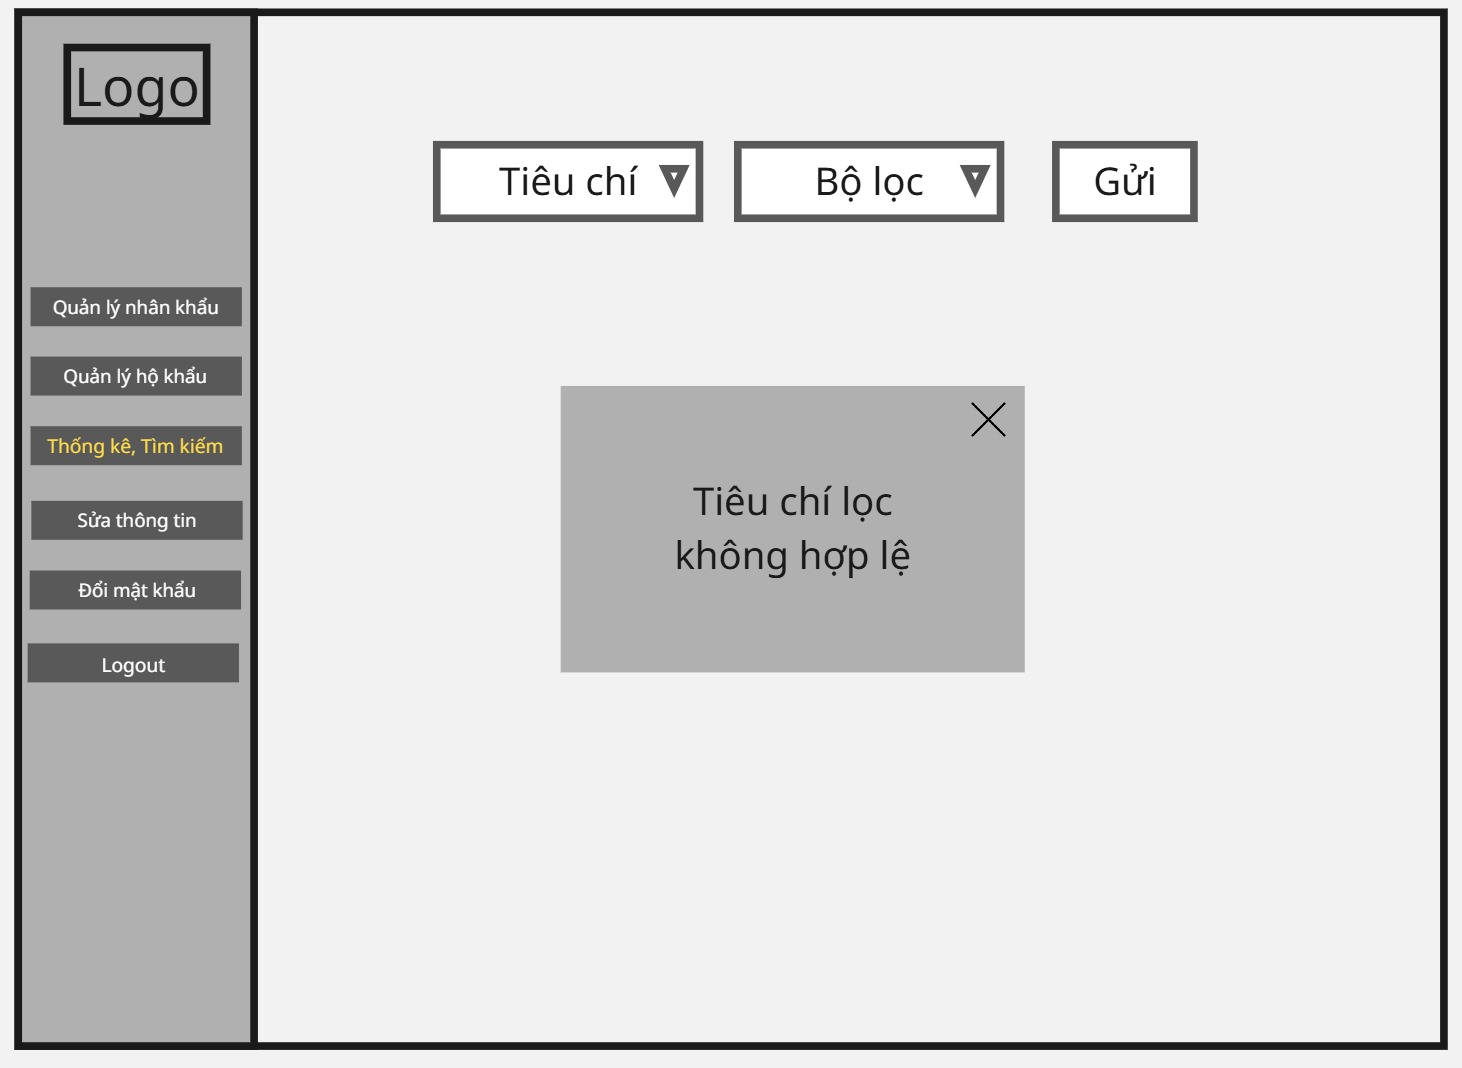 Logo
Quản lý nhân khẩu
Quản lý hộ khẩu
Thống kê, Tìm kiếm
Sửa thông tin
Đổi mật khẩu
Logout
Tiêu chí
Bộ lọc
Gửi
Tiêu chí lọc
không hợp lệ